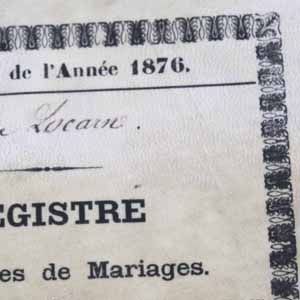 de l'Année 1876.
Locarn.
EGISTRE
es de Mariages.